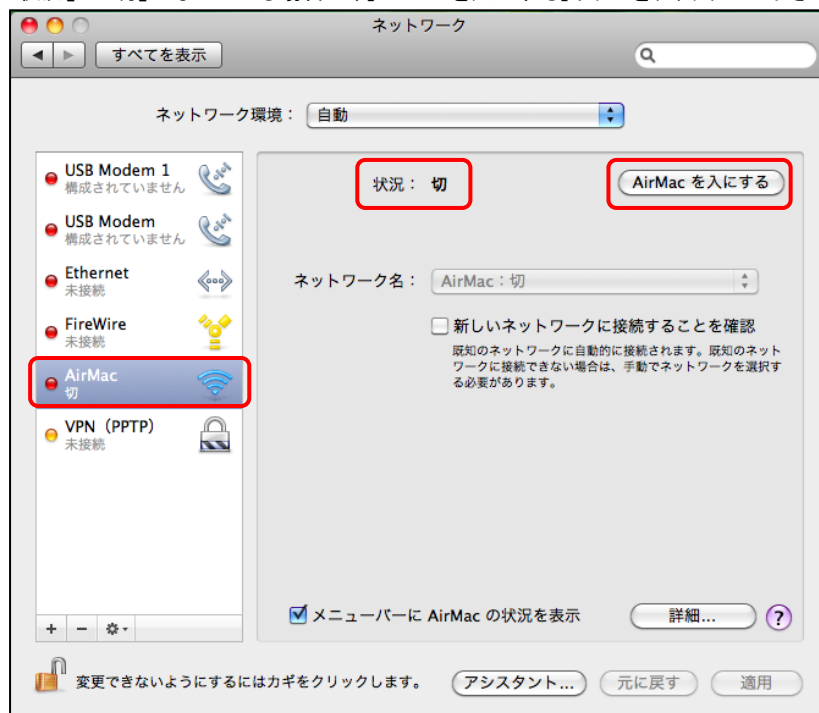 ネットワーク
すべてを表示
ネットワーク環境： 自動
USB Modem 1
構成されていません
USB Modem
構成されていません
Ethernet
未接続
FireWire
未接続
AirMac
切
VPN（PPTP）
未接続
状況： 切
AirMac を入にする
ネットワーク名： AirMac：切
新しいネットワークに接続することを確認
既知のネットワークに自動的に接続されます。既知のネット
ワークに接続できない場合は、手動でネットワークを選択す
る必要があります。
メニューバーに AirMac の状況を表示
詳細... ?
変更できないようにするにはカギをクリックします。
アシスタント... 元に戻す 適用